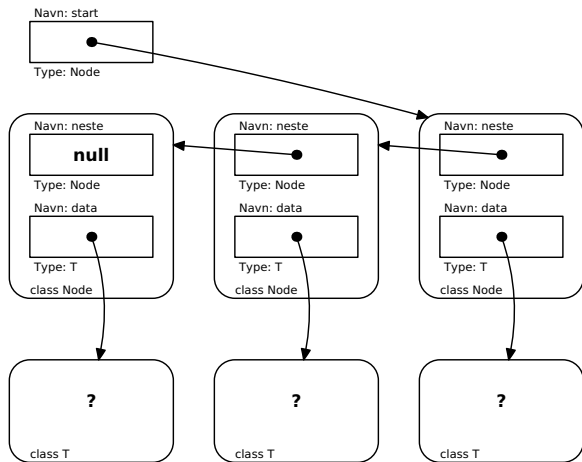 Navn: start
Type: Node
Navn: neste
null
Type: Node
Navn: data
Type: T
class Node
Navn: neste
Type: Node
Navn: data
Type: T
class Node
Navn: neste
Type: Node
Navn: data
Type: T
class Node
?
class T
?
class T
?
class T